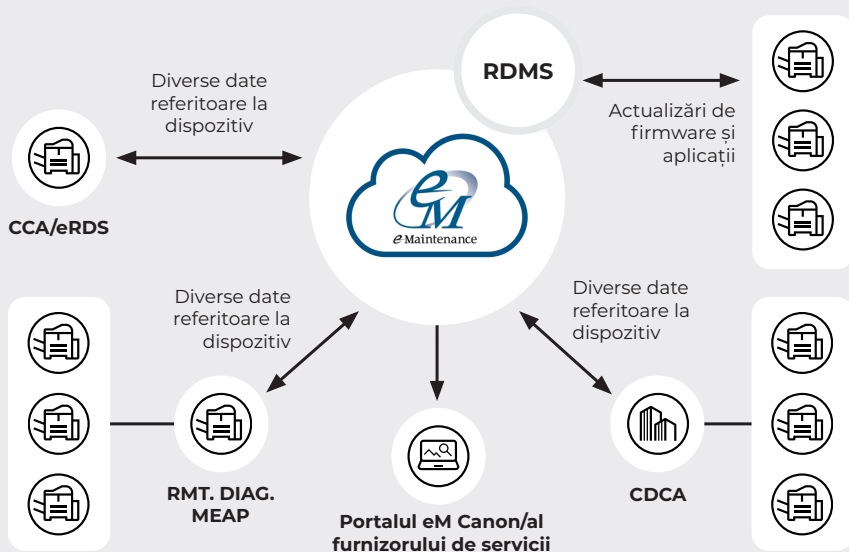 RDMS
Diverse date
referitoare la
dispozitiv
Actualizări de
firmware și
aplicații
CCA/eRDS
eM
e-Maintenance
Diverse date
referitoare la
dispozitiv
Diverse date
referitoare la
dispozitiv
RMT. DIAG.
MEAP
Portalul eM Canon/al
furnizorului de servicii
CDCA